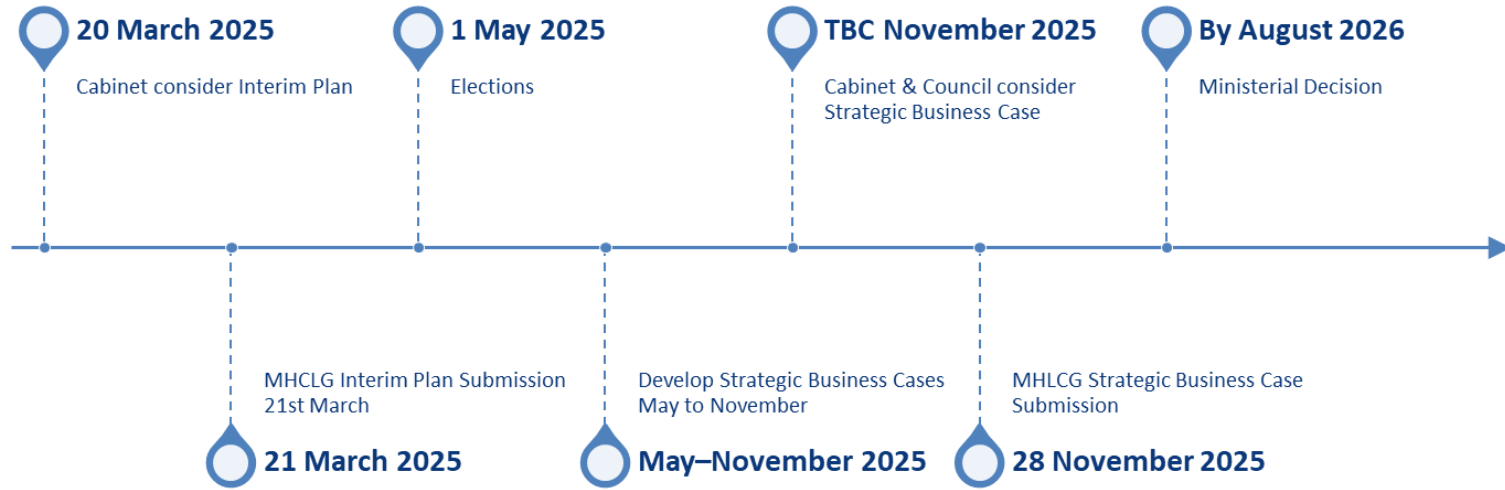 20 March 2025
Cabinet consider Interim Plan
1 May 2025
Elections
TBC November 2025
Cabinet & Council consider
Strategic Business Case
By August 2026
Ministerial Decision
MHCLG Interim Plan Submission
21st March
21 March 2025
Develop Strategic Business Cases
May to November
May–November 2025
MHLCG Strategic Business Case
Submission
28 November 2025